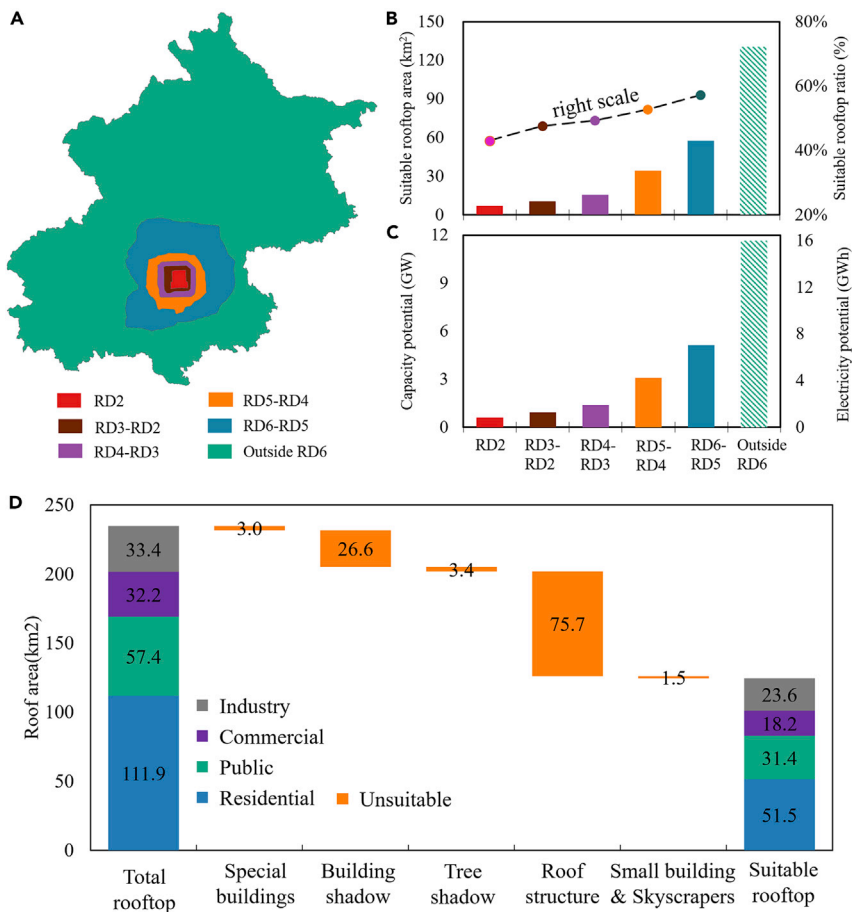 A
RD2
RD3-RD2
RD4-RD3
RD5-RD4
RD6-RD5
Outside RD6
B
Suitable rooftop area (km²)
150
120
90
60
30
0
right scale
80%
60%
40%
20%
Suitable rooftop ratio (%)
C
Capacity potential (GW)
12
9
6
3
0
16
12
8
4
0
Electricity potential (GWh)
RD2
RD3-
RD2
RD4-
RD3
RD5-
RD4
RD6-
RD5
Outside
RD6
D
Roof area(km2)
250
200
150
100
50
0
33.4
32.2
57.4
111.9
3.0
26.6
3.4
75.7
1.5
23.6
18.2
31.4
51.5
Industry
Commercial
Public
Residential
Unsuitable
Total
rooftop
Special
buildings
Building
shadow
Tree
shadow
Roof
structure
Small building
& Skyscrapers
Suitable
rooftop